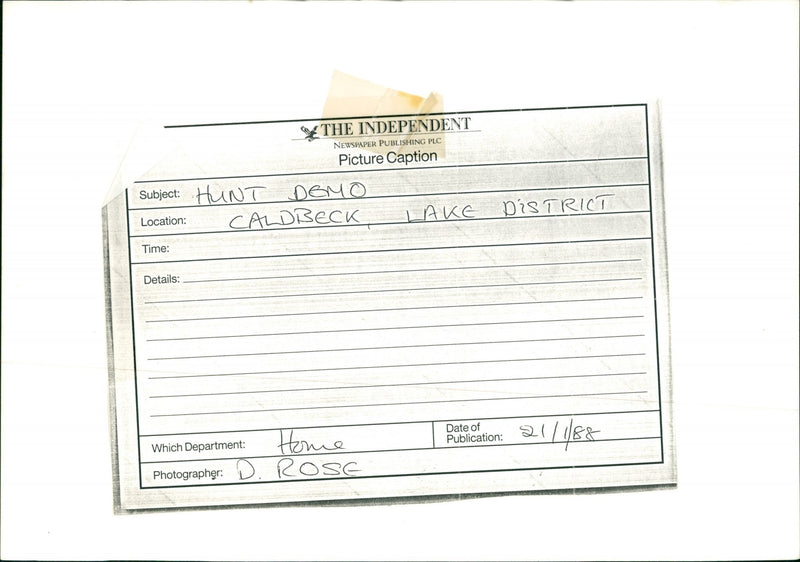 THE INDEPENDENT
NEWSPAPER PUBLISHING PLC
Picture Caption
Subject: HUNT DEMO
Location: CALDBECK, LAKE DISTRICT
Time:
Details:
Which Department: Home
Date of Publication: 21/1/88
Photographer: D. ROSE